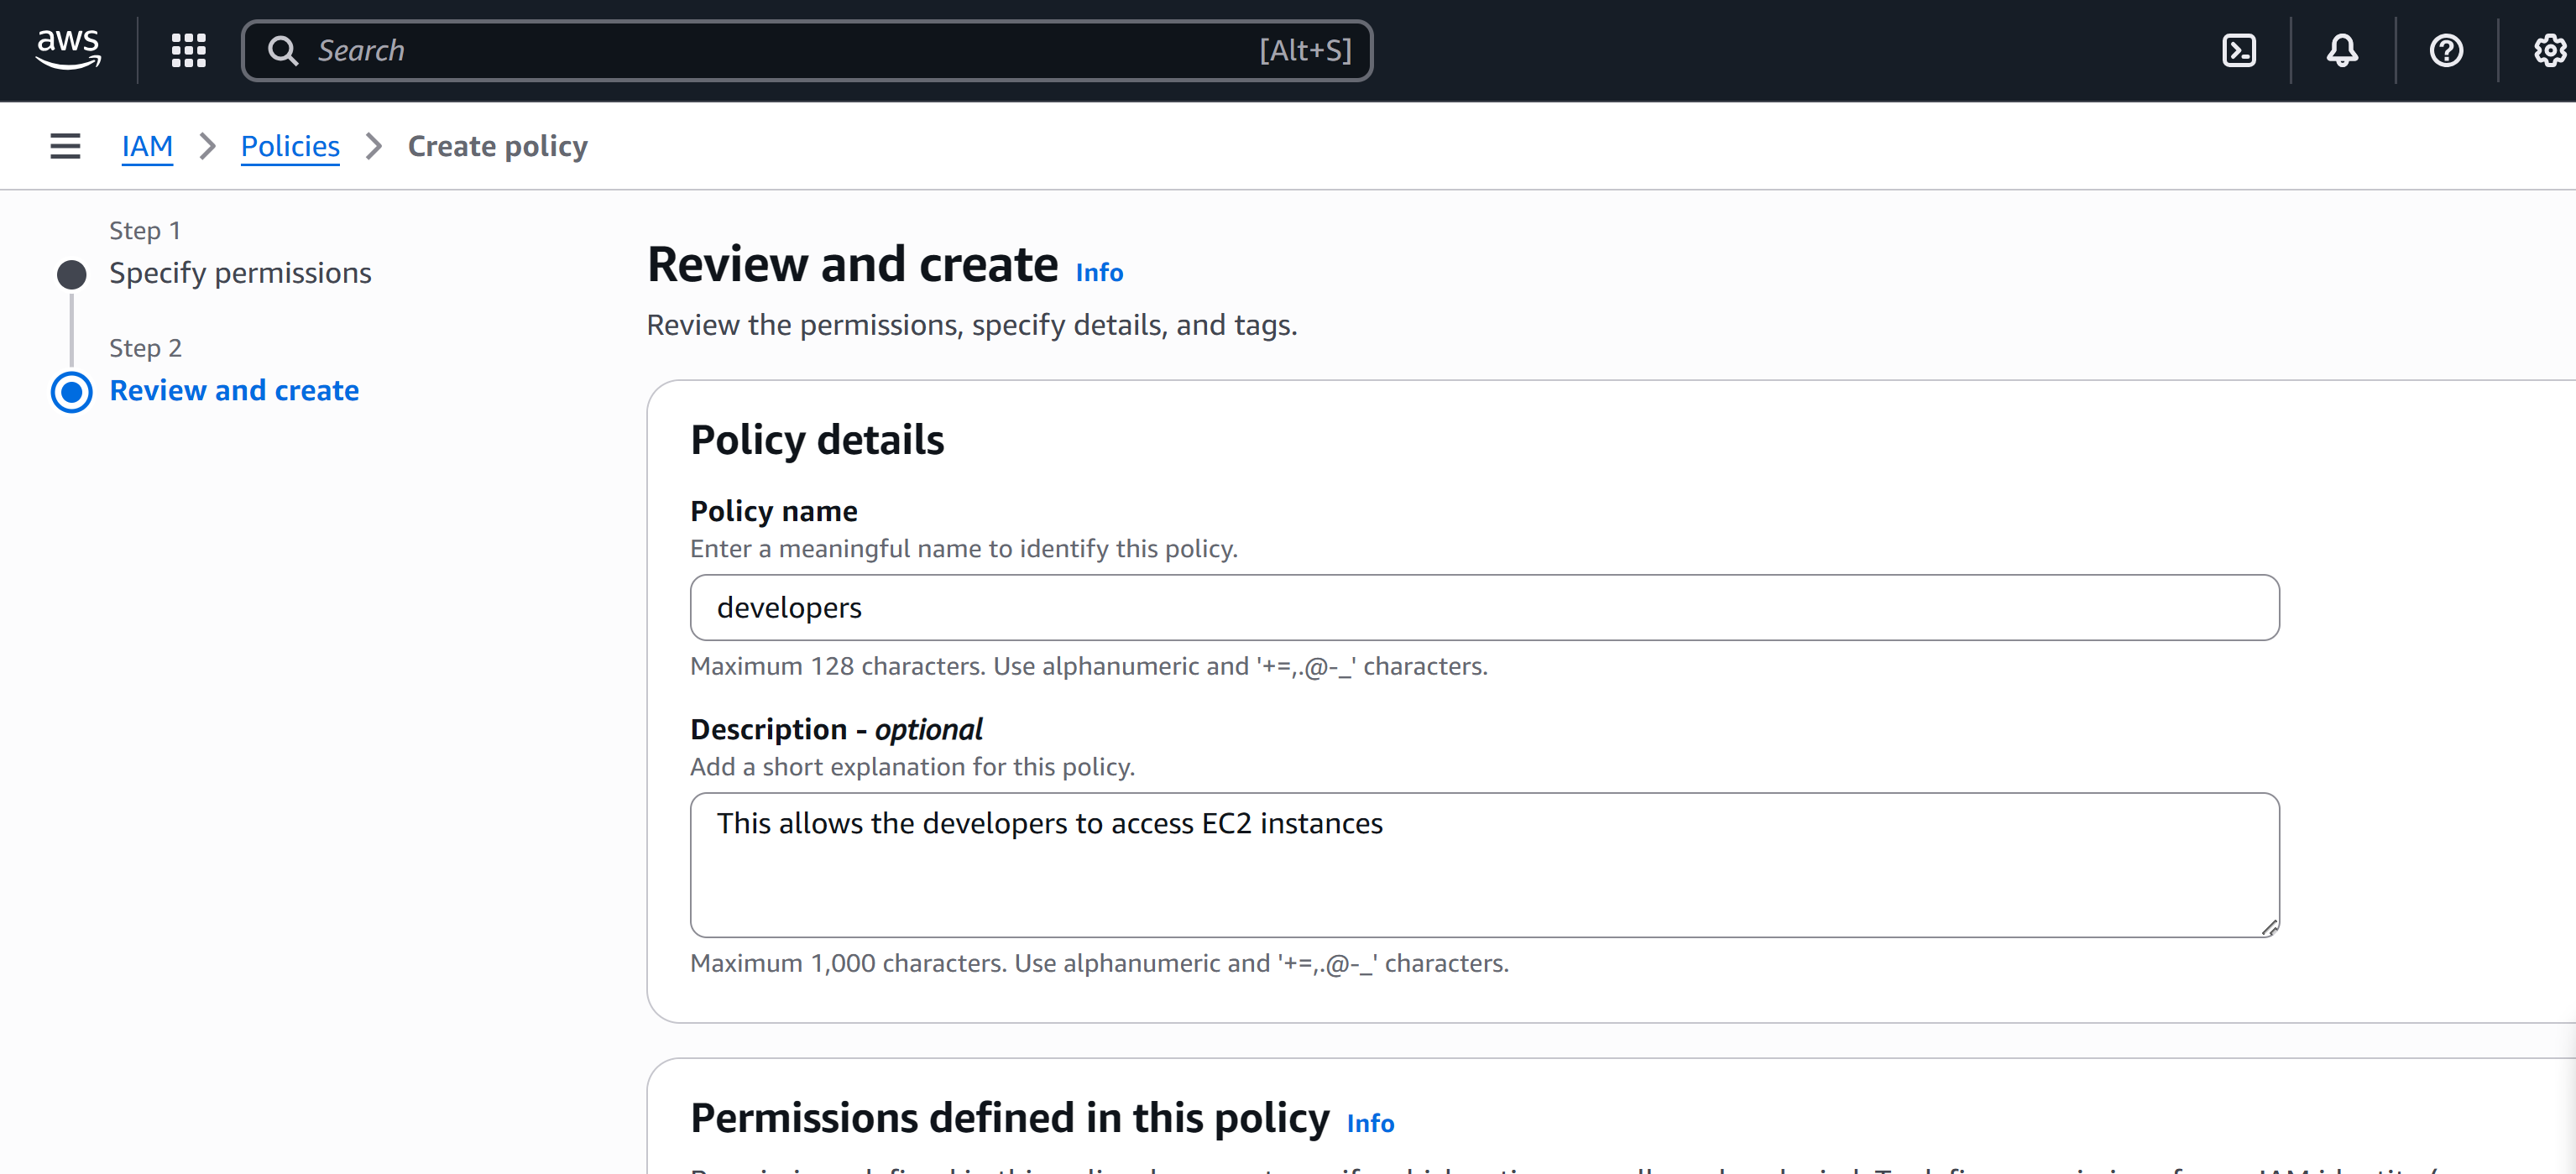 aws
Search [Alt+S]
IAM > Policies > Create policy
Step 1
Specify permissions
Step 2
Review and create
Review and create Info
Review the permissions, specify details, and tags.
Policy details
Policy name
Enter a meaningful name to identify this policy.
developers
Maximum 128 characters. Use alphanumeric and '+=,.@-_' characters.
Description - optional
Add a short explanation for this policy.
This allows the developers to access EC2 instances
Maximum 1,000 characters. Use alphanumeric and '+=,.@-_' characters.
Permissions defined in this policy Info